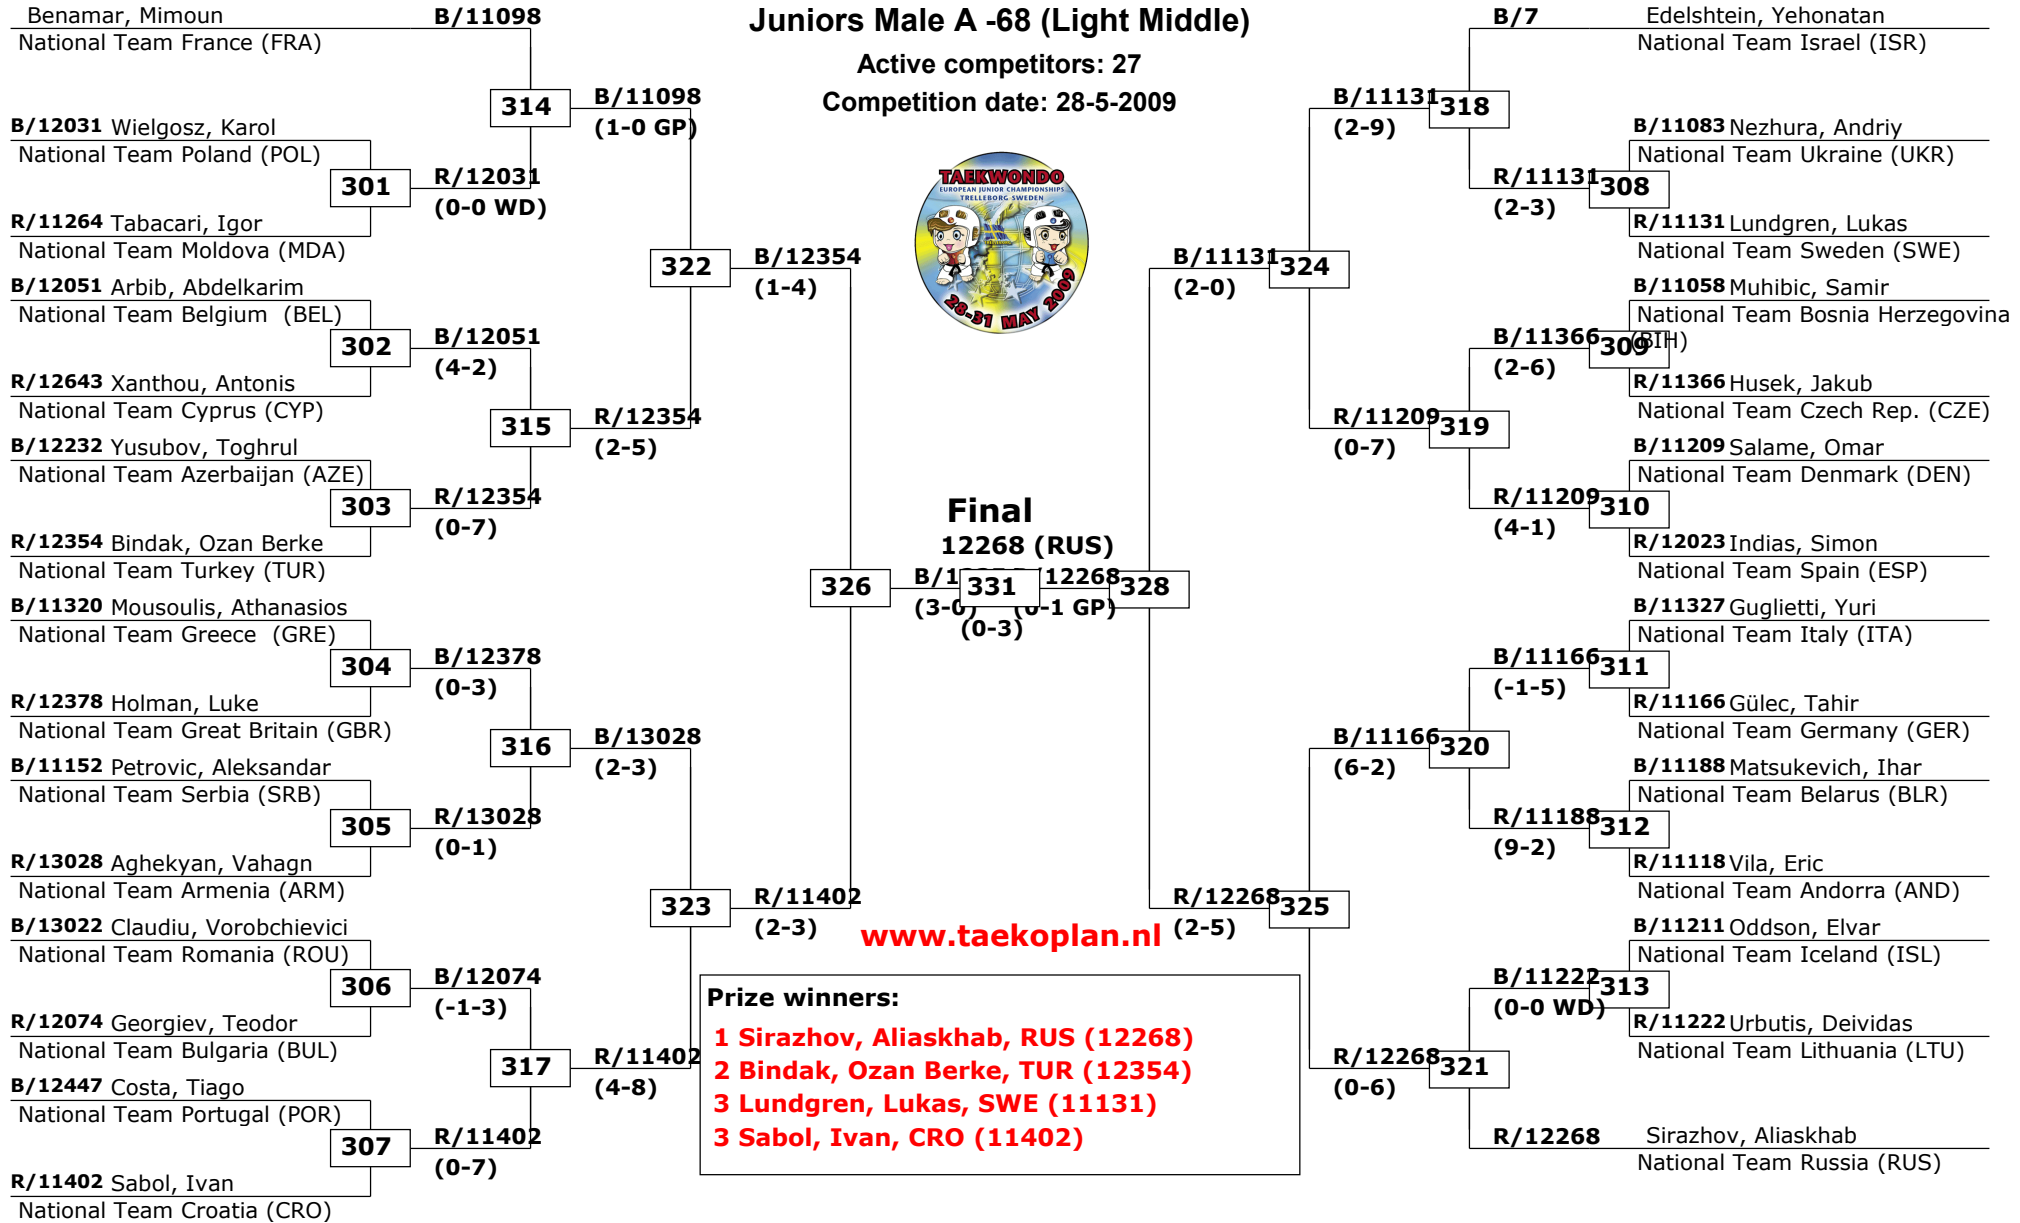 Juniors Male A -68 (Light Middle)
Active competitors: 27
Competition date: 28-5-2009
TAEKWONDO
EUROPEAN JUNIOR CHAMPIONSHIPS
TRELLEBORG SWEDEN
28-31 MAY 2009
Benamar, Mimoun
National Team France (FRA)
B/12031 Wielgosz, Karol
National Team Poland (POL)
R/11264 Tabacari, Igor
National Team Moldova (MDA)
B/12051 Arbib, Abdelkarim
National Team Belgium (BEL)
R/12643 Xanthou, Antonis
National Team Cyprus (CYP)
B/12232 Yusubov, Toghrul
National Team Azerbaijan (AZE)
R/12354 Bindak, Ozan Berke
National Team Turkey (TUR)
B/11320 Mousoulis, Athanasios
National Team Greece (GRE)
R/12378 Holman, Luke
National Team Great Britain (GBR)
B/11152 Petrovic, Aleksandar
National Team Serbia (SRB)
R/13028 Aghekyan, Vahagn
National Team Armenia (ARM)
B/13022 Claudiu, Vorobchievici
National Team Romania (ROU)
R/12074 Georgiev, Teodor
National Team Bulgaria (BUL)
B/12447 Costa, Tiago
National Team Portugal (POR)
R/11402 Sabol, Ivan
National Team Croatia (CRO)
301
302
303
304
305
306
307
B/11098
R/12031
(0-0 WD)
B/12051
(4-2)
R/12354
(0-7)
B/12378
(0-3)
R/13028
(0-1)
B/12074
(-1-3)
R/11402
(0-7)
314
315
316
317
B/11098
(1-0 GP)
R/12354
(2-5)
B/13028
(2-3)
R/11402
(4-8)
322
323
B/12354
(1-4)
R/11402
(2-3)
326
Final
12268 (RUS)
331
/12268
(3-0)
(0-1 GP)
(0-3)
328
B/11131
(2-0)
R/12268
(2-5)
324
325
B/11131
(2-9)
R/11209
(0-7)
B/11166
(6-2)
R/12268
(0-6)
318
319
320
321
B/7
R/11131
(2-3)
B/11366
(2-6)
R/11209
(4-1)
B/11166
(-1-5)
R/11188
(9-2)
B/11222
(0-0 WD)
R/12268
308
309
310
311
312
313
Edelshtein, Yehonatan
National Team Israel (ISR)
B/11083 Nezhura, Andriy
National Team Ukraine (UKR)
R/11131 Lundgren, Lukas
National Team Sweden (SWE)
B/11058 Muhibic, Samir
National Team Bosnia Herzegovina
(BIH)
R/11366 Husek, Jakub
National Team Czech Rep. (CZE)
B/11209 Salame, Omar
National Team Denmark (DEN)
R/12023 Indias, Simon
National Team Spain (ESP)
B/11327 Guglietti, Yuri
National Team Italy (ITA)
R/11166 Gülec, Tahir
National Team Germany (GER)
B/11188 Matsukevich, Ihar
National Team Belarus (BLR)
R/11118 Vila, Eric
National Team Andorra (AND)
B/11211 Oddson, Elvar
National Team Iceland (ISL)
R/11222 Urbutis, Deividas
National Team Lithuania (LTU)
Sirazhov, Aliaskhab
National Team Russia (RUS)
www.taekoplan.nl
Prize winners:
1 Sirazhov, Aliaskhab, RUS (12268)
2 Bindak, Ozan Berke, TUR (12354)
3 Lundgren, Lukas, SWE (11131)
3 Sabol, Ivan, CRO (11402)